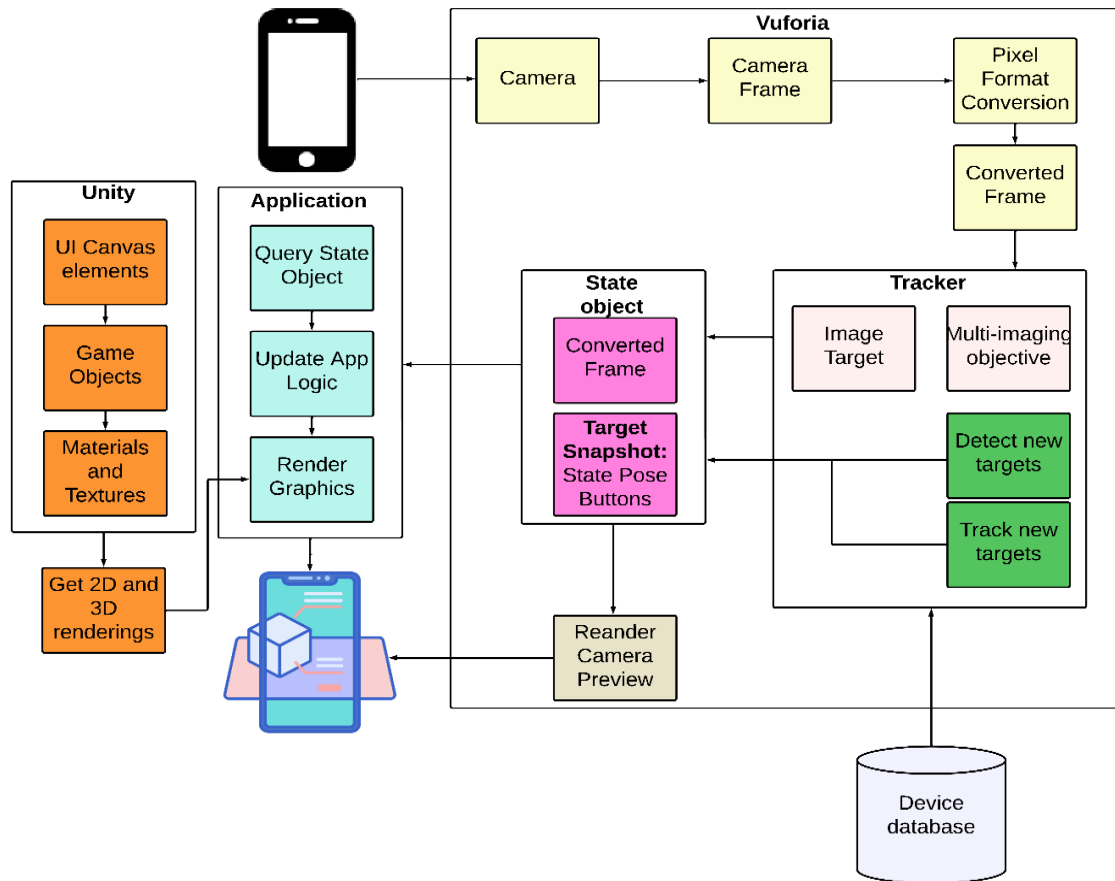 Vuforia
Camera
Camera
Frame
Pixel
Format
Conversion
Converted
Frame
Unity
UI Canvas
elements
Game
Objects
Materials
and
Textures
Get 2D and
3D
renderings
Application
Query State
Object
Update App
Logic
Render
Graphics
State
object
Converted
Frame
Target
Snapshot:
State Pose
Buttons
Tracker
Image
Target
Multi-imaging
objective
Detect new
targets
Track new
targets
Reander
Camera
Preview
Device
database